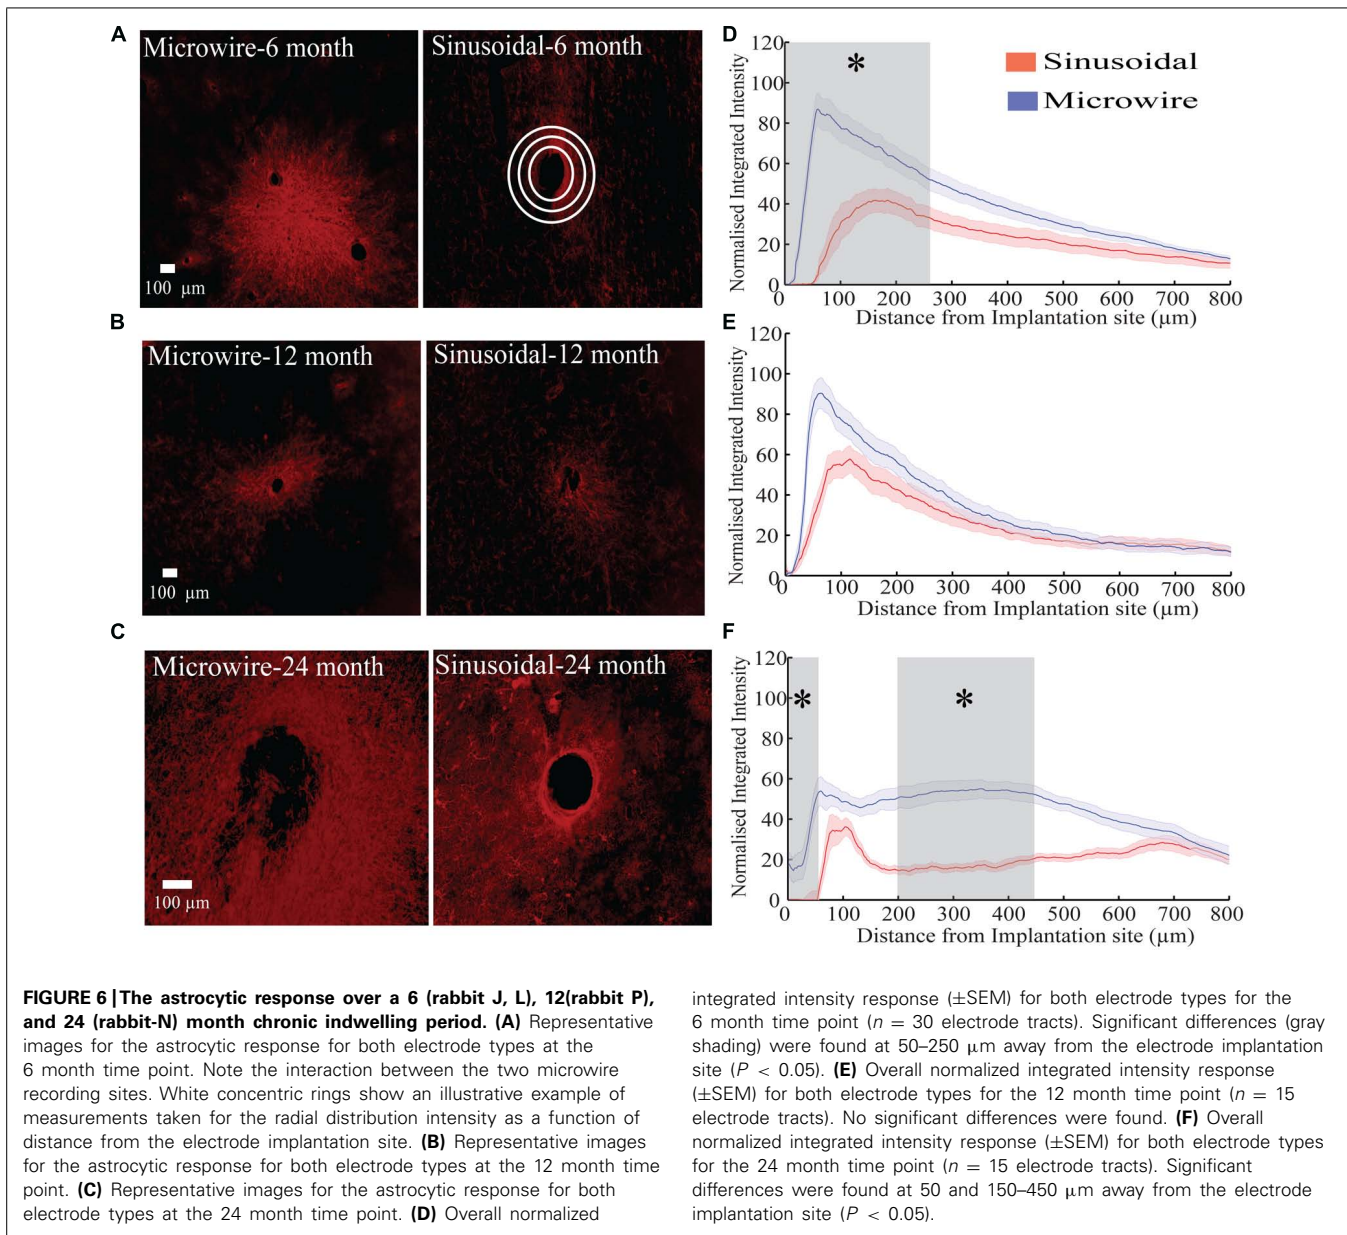 A
Microwire-6 month
Sinusoidal-6 month
100 µm
B
Microwire-12 month
Sinusoidal-12 month
100 µm
C
Microwire-24 month
Sinusoidal-24 month
100 µm
D
120
100
80
60
40
20
0
Normalised Integrated Intensity
*
Sinusoidal
Microwire
0 100 200 300 400 500 600 700 800
Distance from Implantation site (µm)
E
120
100
80
60
40
20
0
Normalised Integrated Intensity
100 200 300 400 500 600 700 800
Distance from Implantation site (µm)
F
120
100
80
60
40
20
0
Normalised Integrated Intensity
* *
0 100 200 300 400 500 600 700 800
Distance from Implantation site (µm)
FIGURE 6 | The astrocytic response over a 6 (rabbit J, L), 12(rabbit P),
and 24 (rabbit-N) month chronic indwelling period. (A) Representative
images for the astrocytic response for both electrode types at the
6 month time point. Note the interaction between the two microwire
recording sites. White concentric rings show an illustrative example of
measurements taken for the radial distribution intensity as a function of
distance from the electrode implantation site. (B) Representative images
for the astrocytic response for both electrode types at the 12 month time
point. (C) Representative images for the astrocytic response for both
electrode types at the 24 month time point. (D) Overall normalized
integrated intensity response (±SEM) for both electrode types for the
6 month time point (n = 30 electrode tracts). Significant differences (gray
shading) were found at 50–250 µm away from the electrode implantation
site (P < 0.05). (E) Overall normalized integrated intensity response
(±SEM) for both electrode types for the 12 month time point (n = 15
electrode tracts). No significant differences were found. (F) Overall
normalized integrated intensity response (±SEM) for both electrode types
for the 24 month time point (n = 15 electrode tracts). Significant
differences were found at 50 and 150–450 µm away from the electrode
implantation site (P < 0.05).